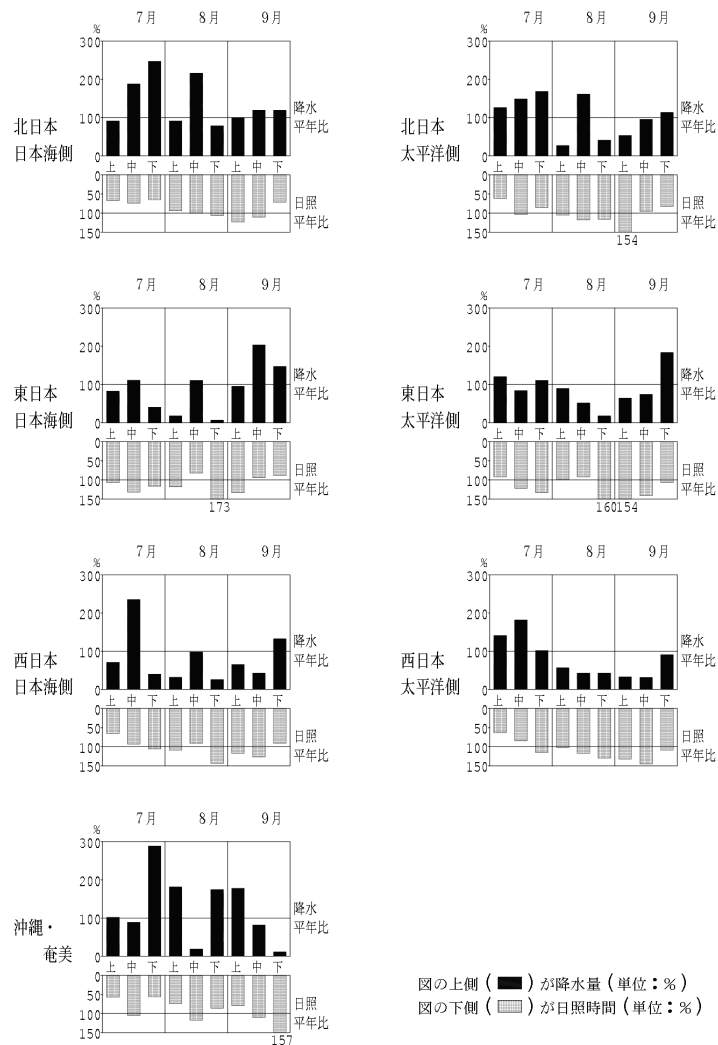 7月 8月 9月
%
300
200
100
0
降水
平年比
北日本
日本海側
上 中 下 上 中 下 上 中 下
0
50
100
150
日照
平年比
7月 8月 9月
%
300
200
100
0
降水
平年比
北日本
太平洋側
上 中 下 上 中 下 上 中 下
0
50
100
150
日照
平年比
154
7月 8月 9月
%
300
200
100
0
降水
平年比
東日本
日本海側
上 中 下 上 中 下 上 中 下
0
50
100
150
日照
平年比
173
7月 8月 9月
%
300
200
100
0
降水
平年比
東日本
太平洋側
上 中 下 上 中 下 上 中 下
0
50
100
150
日照
平年比
160154
7月 8月 9月
%
300
200
100
0
降水
平年比
西日本
日本海側
上 中 下 上 中 下 上 中 下
0
50
100
150
日照
平年比
7月 8月 9月
%
300
200
100
0
降水
平年比
西日本
太平洋側
上 中 下 上 中 下 上 中 下
0
50
100
150
日照
平年比
7月 8月 9月
%
300
200
100
0
降水
平年比
沖縄・
奄美
上 中 下 上 中 下 上 中 下
0
50
100
150
日照
平年比
157
図の上側(■)が降水量(単位:%)
図の下側( )が日照時間(単位:%)